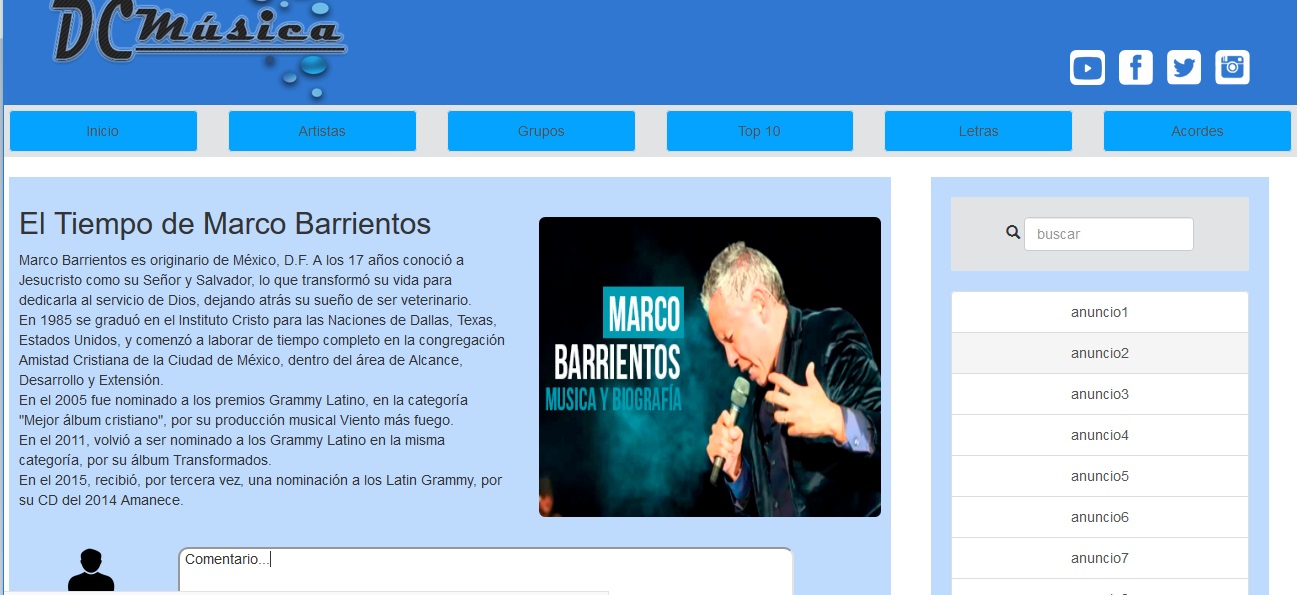 DCMúsica
Inicio
Artistas
Grupos
Top 10
Letras
Acordes
El Tiempo de Marco Barrientos
Marco Barrientos es originario de México, D.F. A los 17 años conoció a
Jesucristo como su Señor y Salvador, lo que transformó su vida para
dedicarla al servicio de Dios, dejando atrás su sueño de ser veterinario.
En 1985 se graduó en el Instituto Cristo para las Naciones de Dallas, Texas,
Estados Unidos, y comenzó a laborar de tiempo completo en la congregación
Amistad Cristiana de la Ciudad de México, dentro del área de Alcance,
Desarrollo y Extensión.
En el 2005 fue nominado a los premios Grammy Latino, en la categoría
"Mejor álbum cristiano", por su producción musical Viento más fuego.
En el 2011, volvió a ser nominado a los Grammy Latino en la misma
categoría, por su álbum Transformados.
En el 2015, recibió, por tercera vez, una nominación a los Latin Grammy, por
su CD del 2014 Amanece.
MARCO
BARRIENTOS
MUSICA Y BIOGRAFÍA
Comentario...
buscar
anuncio1
anuncio2
anuncio3
anuncio4
anuncio5
anuncio6
anuncio7